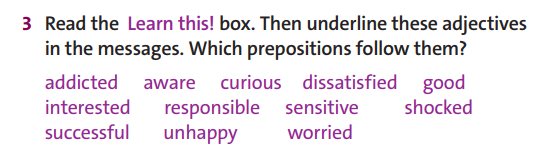 3 Read the Learn this! box. Then underline these adjectives
in the messages. Which prepositions follow them?
addicted aware curious dissatisfied good
interested responsible sensitive shocked
successful unhappy worried